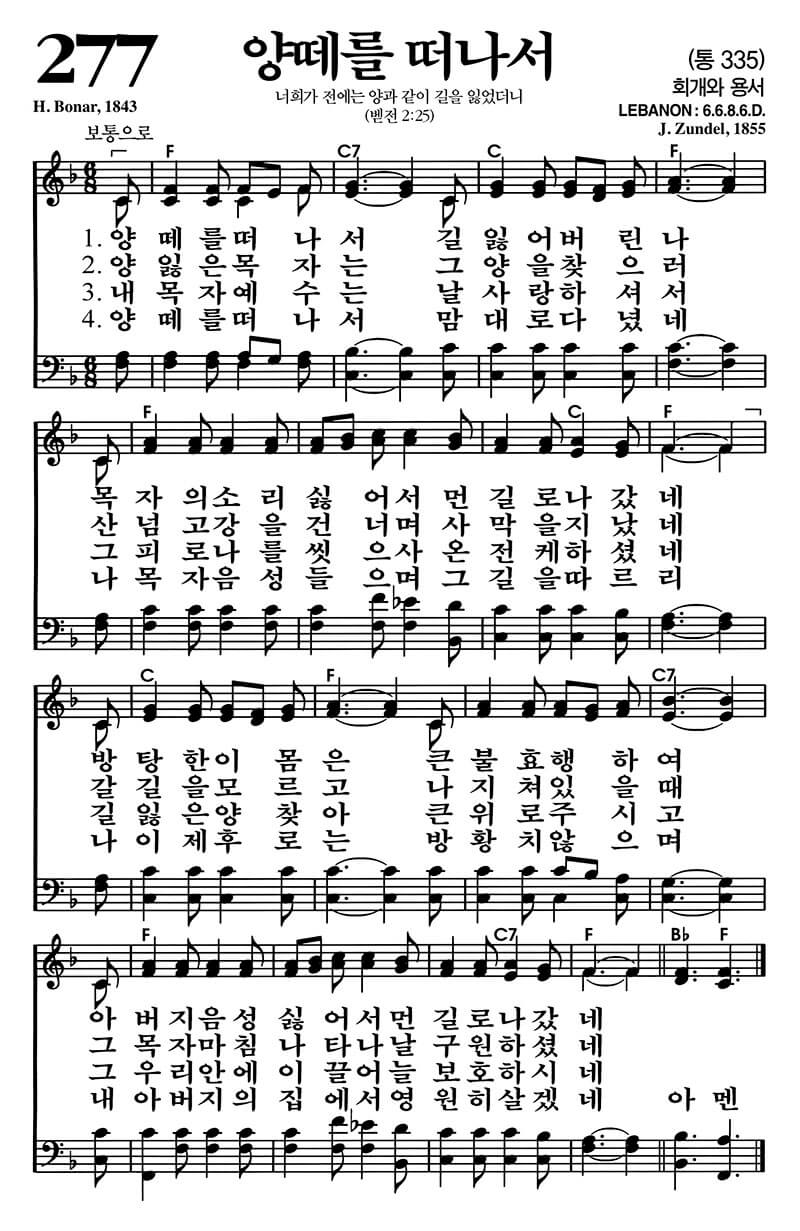 277
양떼를 떠나서
(통 335)
회개와 용서
너희가 전에는 양과 같이 길을 잃었더니
(벧전 2:25)
H. Bonar, 1843
LEBANON : 6.6.8.6.D.
J. Zundel, 1855
보통으로
F C7 C F
1. 양 떼를떠 나서 길잃어버린나
2. 양잃은목 자는 그양을찾으러
3. 내목자예 수는 날사랑하셔서
4. 양 떼를떠 나서 맘대로다녔네
F C F
목자의소리싫어서먼길로나갔네
산넘고강을건너며사막을지났네
그피로나를씻으사온전케하셨네
나목자음성들으며그길을따르리
C F C7
방탕한이 몸은 큰불효행하여
갈길을모르고 나지쳐있을때
길잃은양찾아 큰위로주시고
나이제후로는 방황치않으며
F C7 F B♭ F
아버지음성싫어서먼길로나갔네
그목자마침나타나날구원하셨네
그우리안에이끌어늘보호하시네
내아버지의집에서영원히살겠네 아멘